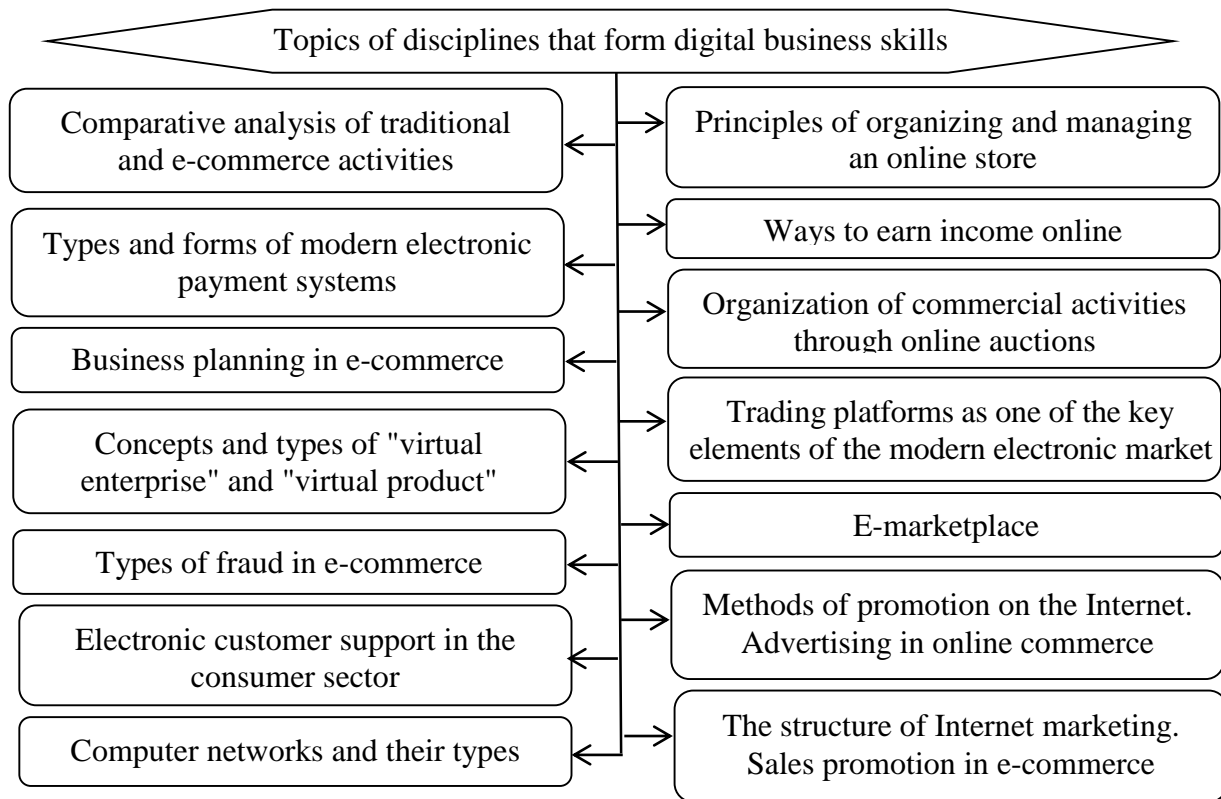 Topics of disciplines that form digital business skills
Comparative analysis of traditional
and e-commerce activities
Types and forms of modern electronic
payment systems
Business planning in e-commerce
Concepts and types of "virtual
enterprise" and "virtual product"
Types of fraud in e-commerce
Electronic customer support in the
consumer sector
Computer networks and their types
Principles of organizing and managing
an online store
Ways to earn income online
Organization of commercial activities
through online auctions
Trading platforms as one of the key
elements of the modern electronic market
E-marketplace
Methods of promotion on the Internet.
Advertising in online commerce
The structure of Internet marketing.
Sales promotion in e-commerce